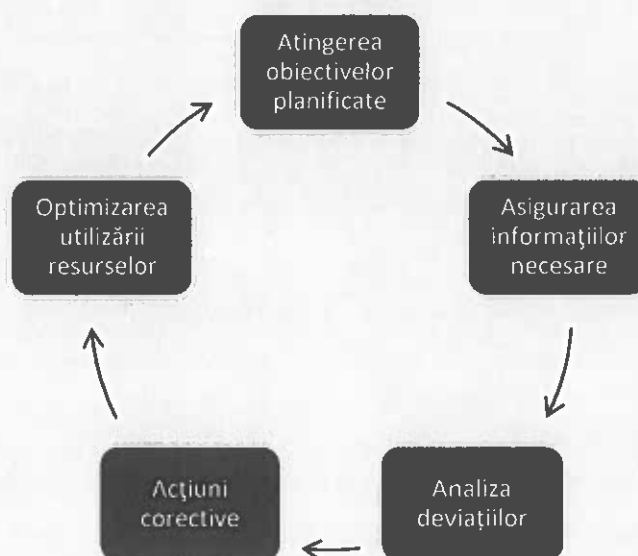 Atingerea
obiectivelor
planificate
Asigurarea
informaţiilor
necesare
Analiza
deviaţiilor
Acţiuni
corective
Optimizarea
utilizării
resurselor